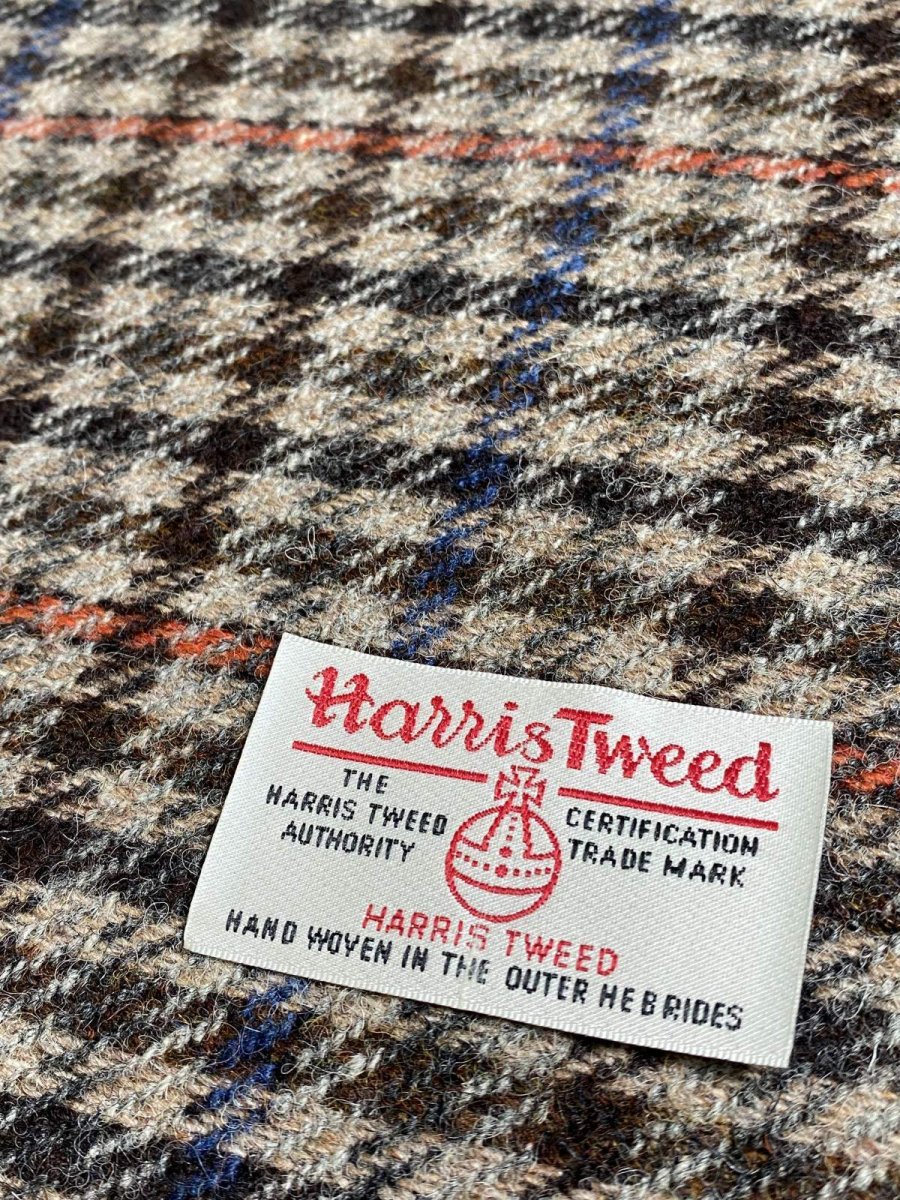 Harris Tweed
THE
HARRIS TWEED
AUTHORITY
CERTIFICATION
TRADE MARK
HARRIS TWEED
HAND WOVEN IN THE OUTER HEBRIDES